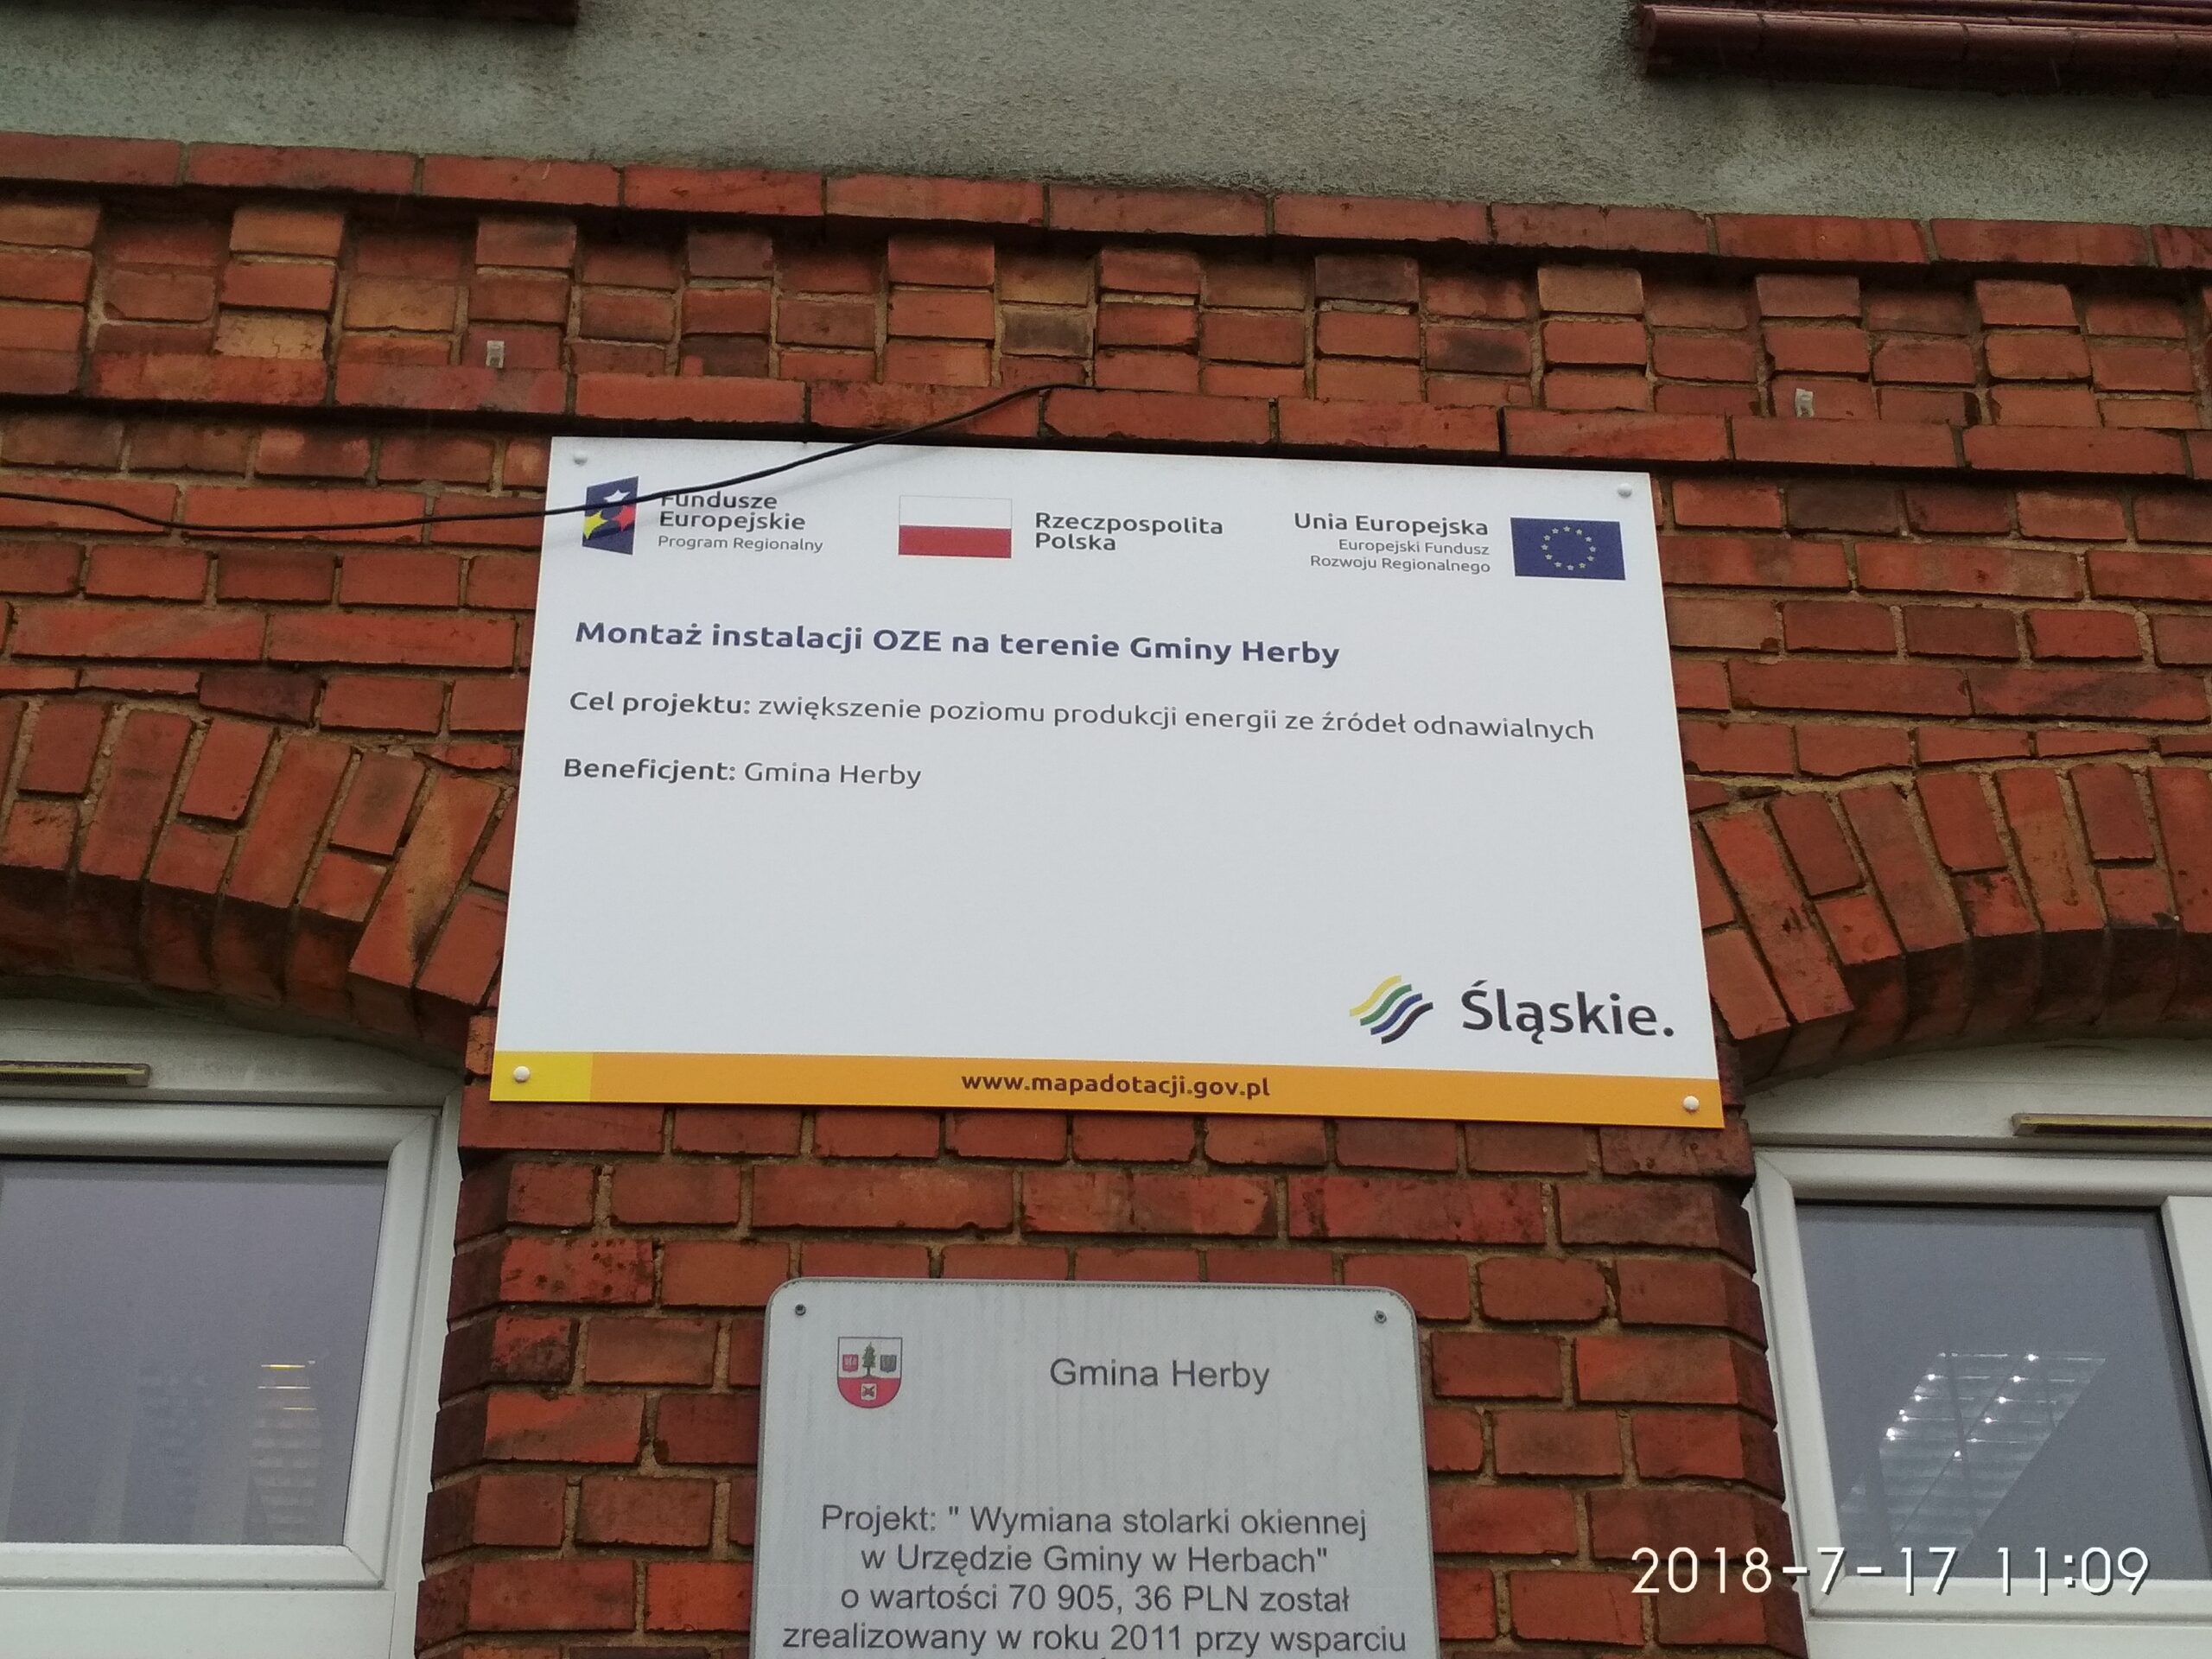 Fundusze
Europejskie
Program Regionalny
Rzeczpospolita
Polska
Unia Europejska
Europejski Fundusz
Rozwoju Regionalnego
Montaż instalacji OZE na terenie Gminy Herby
Cel projektu: zwiększenie poziomu produkcji energii ze źródeł odnawialnych
Beneficjent: Gmina Herby
Śląskie.
www.mapadotacji.gov.pl
Gmina Herby
Projekt: " Wymiana stolarki okiennej
w Urzędzie Gminy w Herbach"
o wartości 70 905, 36 PLN został
zrealizowany w roku 2011 przy wsparciu
2018-7-17 11:09